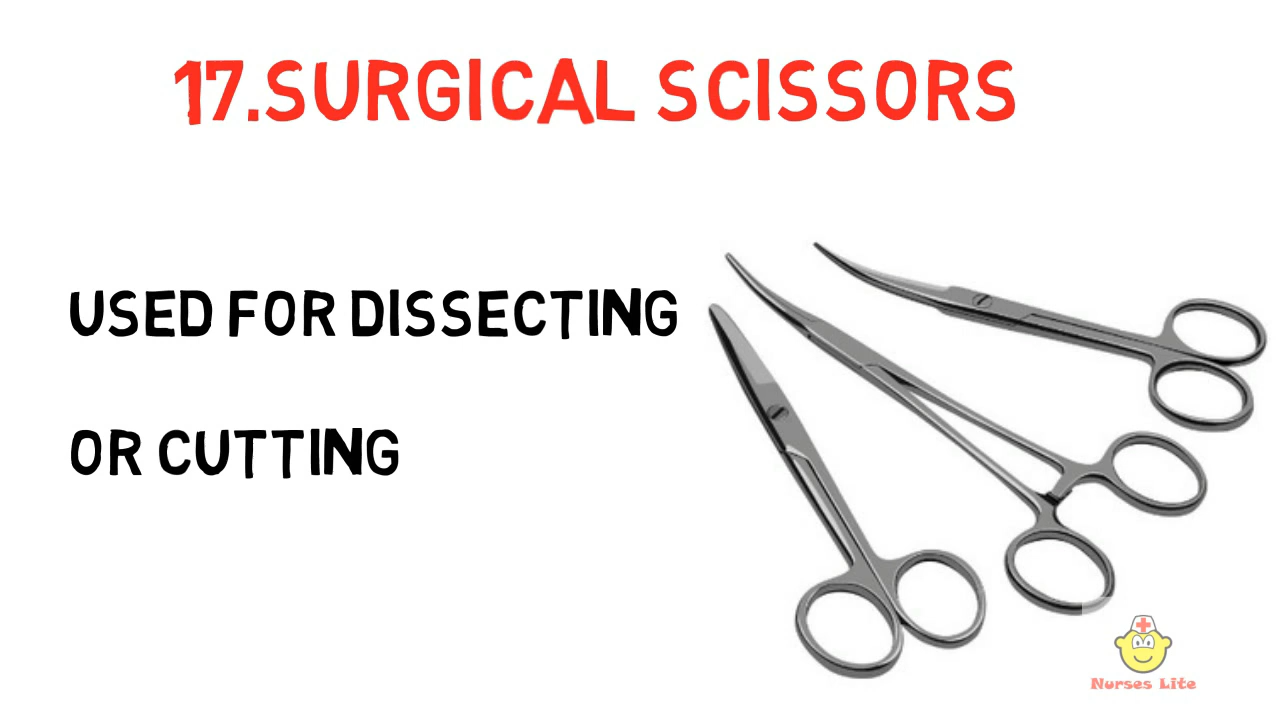 17.SURGICAL SCISSORS
USED FOR DISSECTING
OR CUTTING
Nurses Lite